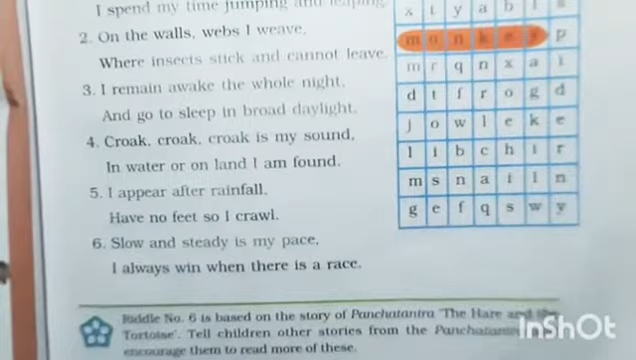 I spend my time jumping and leaping.
2. On the walls, webs I weave,
Where insects stick and cannot leave.
3. I remain awake the whole night,
And go to sleep in broad daylight.
4. Croak, croak, croak is my sound,
In water or on land I am found.
5. I appear after rainfall,
Have no feet so I crawl.
6. Slow and steady is my pace,
I always win when there is a race.
x t y a b l s
m o n k e y p
m r q n x a i
d t f r o g d
j o w l e k e
l i b c h i r
m s n a i l n
g e f q s w y
Riddle No. 6 is based on the story of Panchatantra 'The Hare and the
Tortoise'. Tell children other stories from the
encourage them to read more of these.
InShOt